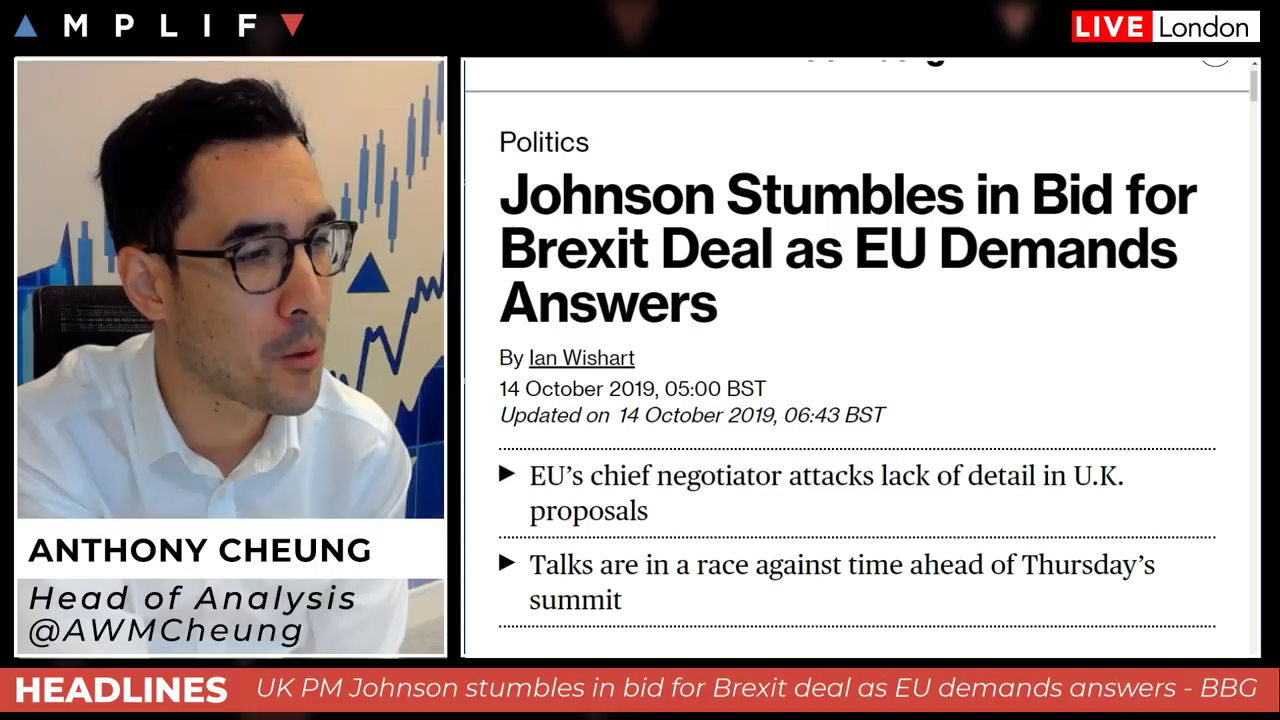 AMPLIFY
LIVE London
Politics
Johnson Stumbles in Bid for
Brexit Deal as EU Demands
Answers
By Ian Wishart
14 October 2019, 05:00 BST
Updated on 14 October 2019, 06:43 BST
EU’s chief negotiator attacks lack of detail in U.K.
proposals
Talks are in a race against time ahead of Thursday’s
summit
ANTHONY CHEUNG
Head of Analysis
@AWMCheung
HEADLINES UK PM Johnson stumbles in bid for Brexit deal as EU demands answers - BBG